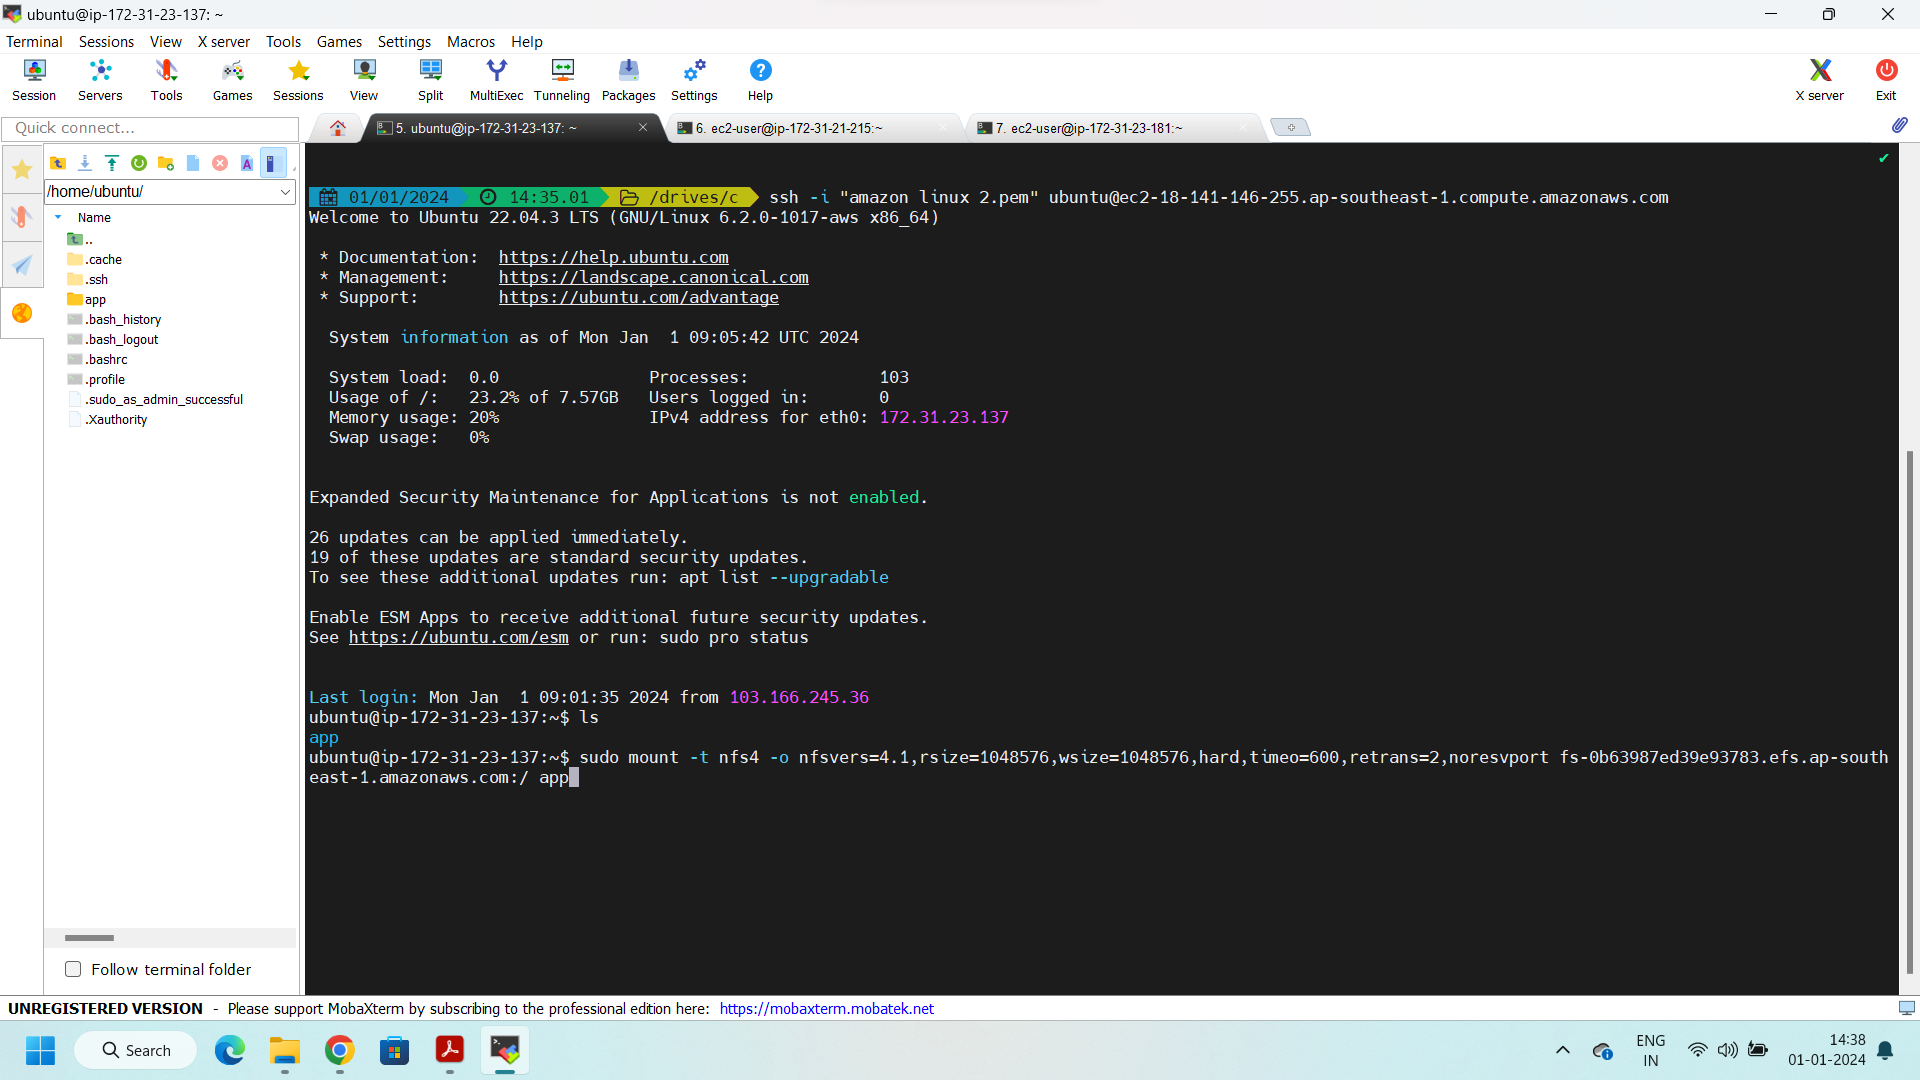 ubuntu@ip-172-31-23-137: ~
Terminal Sessions View X server Tools Games Settings Macros Help
Session Servers Tools Games Sessions View Split MultiExec Tunneling Packages Settings Help X server Exit
Quick connect...
5. ubuntu@ip-172-31-23-137: ~
6. ec2-user@ip-172-31-21-215:~
7. ec2-user@ip-172-31-23-181:~
/home/ubuntu/
Name
..
.cache
.ssh
app
.bash_history
.bash_logout
.bashrc
.profile
.sudo_as_admin_successful
.Xauthority
Follow terminal folder
01/01/2024 14:35.01 /drives/c ssh -i "amazon linux 2.pem" ubuntu@ec2-18-141-146-255.ap-southeast-1.compute.amazonaws.com
Welcome to Ubuntu 22.04.3 LTS (GNU/Linux 6.2.0-1017-aws x86_64)
* Documentation: https://help.ubuntu.com
* Management: https://landscape.canonical.com
* Support: https://ubuntu.com/advantage
System information as of Mon Jan 1 09:05:42 UTC 2024
System load: 0.0 Processes: 103
Usage of /: 23.2% of 7.57GB Users logged in: 0
Memory usage: 20% IPv4 address for eth0: 172.31.23.137
Swap usage: 0%
Expanded Security Maintenance for Applications is not enabled.
26 updates can be applied immediately.
19 of these updates are standard security updates.
To see these additional updates run: apt list --upgradable
Enable ESM Apps to receive additional future security updates.
See https://ubuntu.com/esm or run: sudo pro status
Last login: Mon Jan 1 09:01:35 2024 from 103.166.245.36
ubuntu@ip-172-31-23-137:~$ ls
app
ubuntu@ip-172-31-23-137:~$ sudo mount -t nfs4 -o nfsvers=4.1,rsize=1048576,wsize=1048576,hard,timeo=600,retrans=2,noresvport fs-0b63987ed39e93783.efs.ap-south
east-1.amazonaws.com:/ app
UNREGISTERED VERSION - Please support MobaXterm by subscribing to the professional edition here: https://mobaxterm.mobatek.net
Search
ENG
IN
14:38
01-01-2024